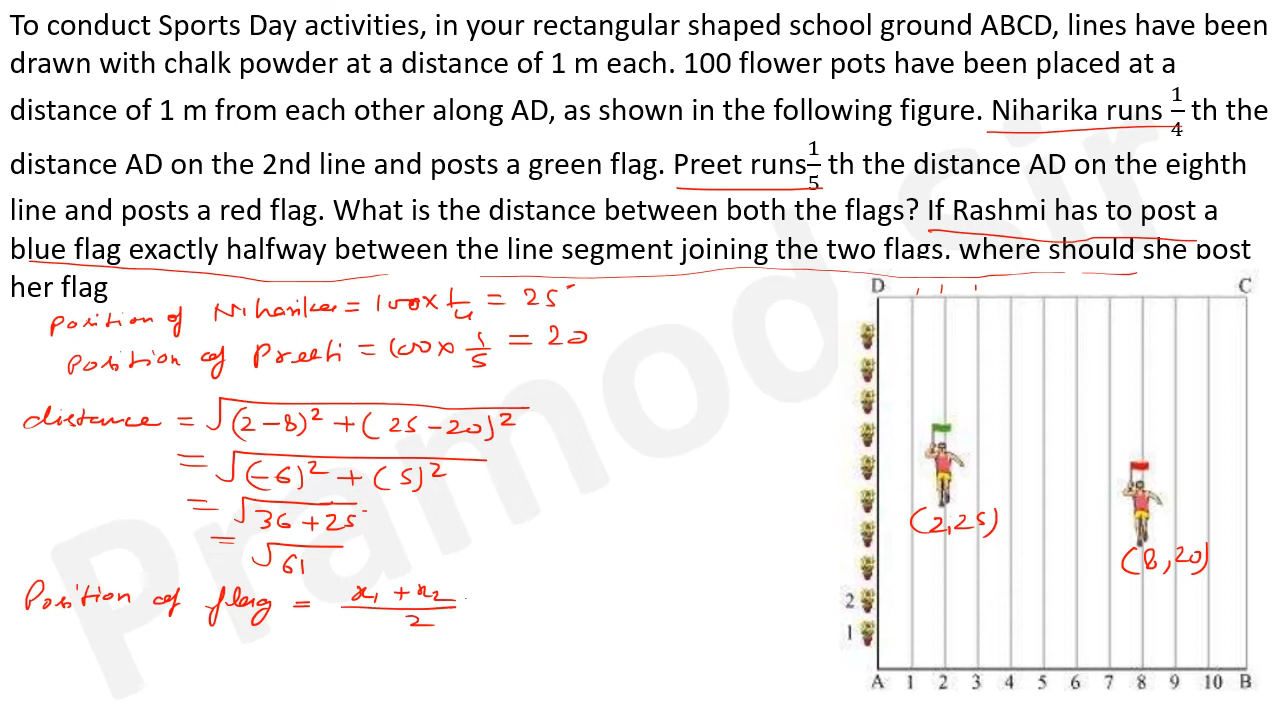 To conduct Sports Day activities, in your rectangular shaped school ground ABCD, lines have been
drawn with chalk powder at a distance of 1 m each. 100 flower pots have been placed at a
distance of 1 m from each other along AD, as shown in the following figure. Niharika runs 1/4 th the
distance AD on the 2nd line and posts a green flag. Preet runs 1/5 th the distance AD on the eighth
line and posts a red flag. What is the distance between both the flags? If Rashmi has to post a
blue flag exactly halfway between the line segment joining the two flags, where should she post
her flag
Position of Niharika = 100 × 1/4 = 25
Position of Preeti = 100 × 1/5 = 20
distance = √((2-8)² + (25-20)²)
= √((-6)² + (5)²)
= √(36 + 25)
= √61
Position of flag = (x₁ + x₂)/2
D C
(2,25)
(8,20)
2
1
A 1 2 3 4 5 6 7 8 9 10 B
Pramod sir